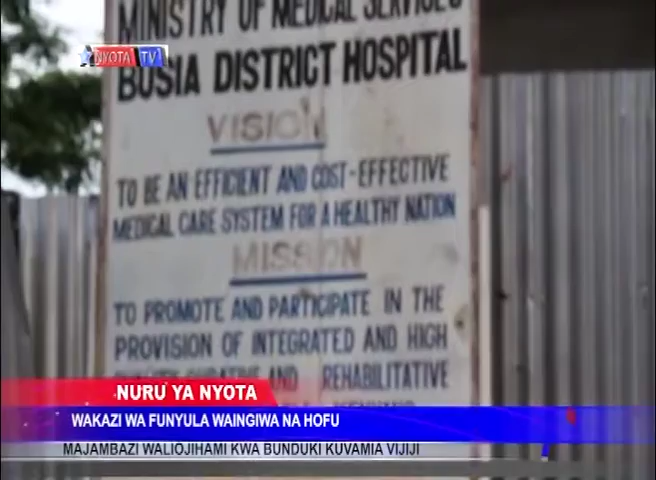 MINISTRY OF MEDICAL SERVICES
BUSIA DISTRICT HOSPITAL
NYOTA TV
VISION
TO BE AN EFFICIENT AND COST-EFFECTIVE
MEDICAL CARE SYSTEM FOR A HEALTHY NATION
MISSION
TO PROMOTE AND PARTICIPATE IN THE
PROVISION OF INTEGRATED AND HIGH
AND REHABILITATIVE
NURU YA NYOTA
WAKAZI WA FUNYULA WAINGIWA NA HOFU
MAJAMBAZI WALIOJIHAMI KWA BUNDUKI KUVAMIA VIJIJI